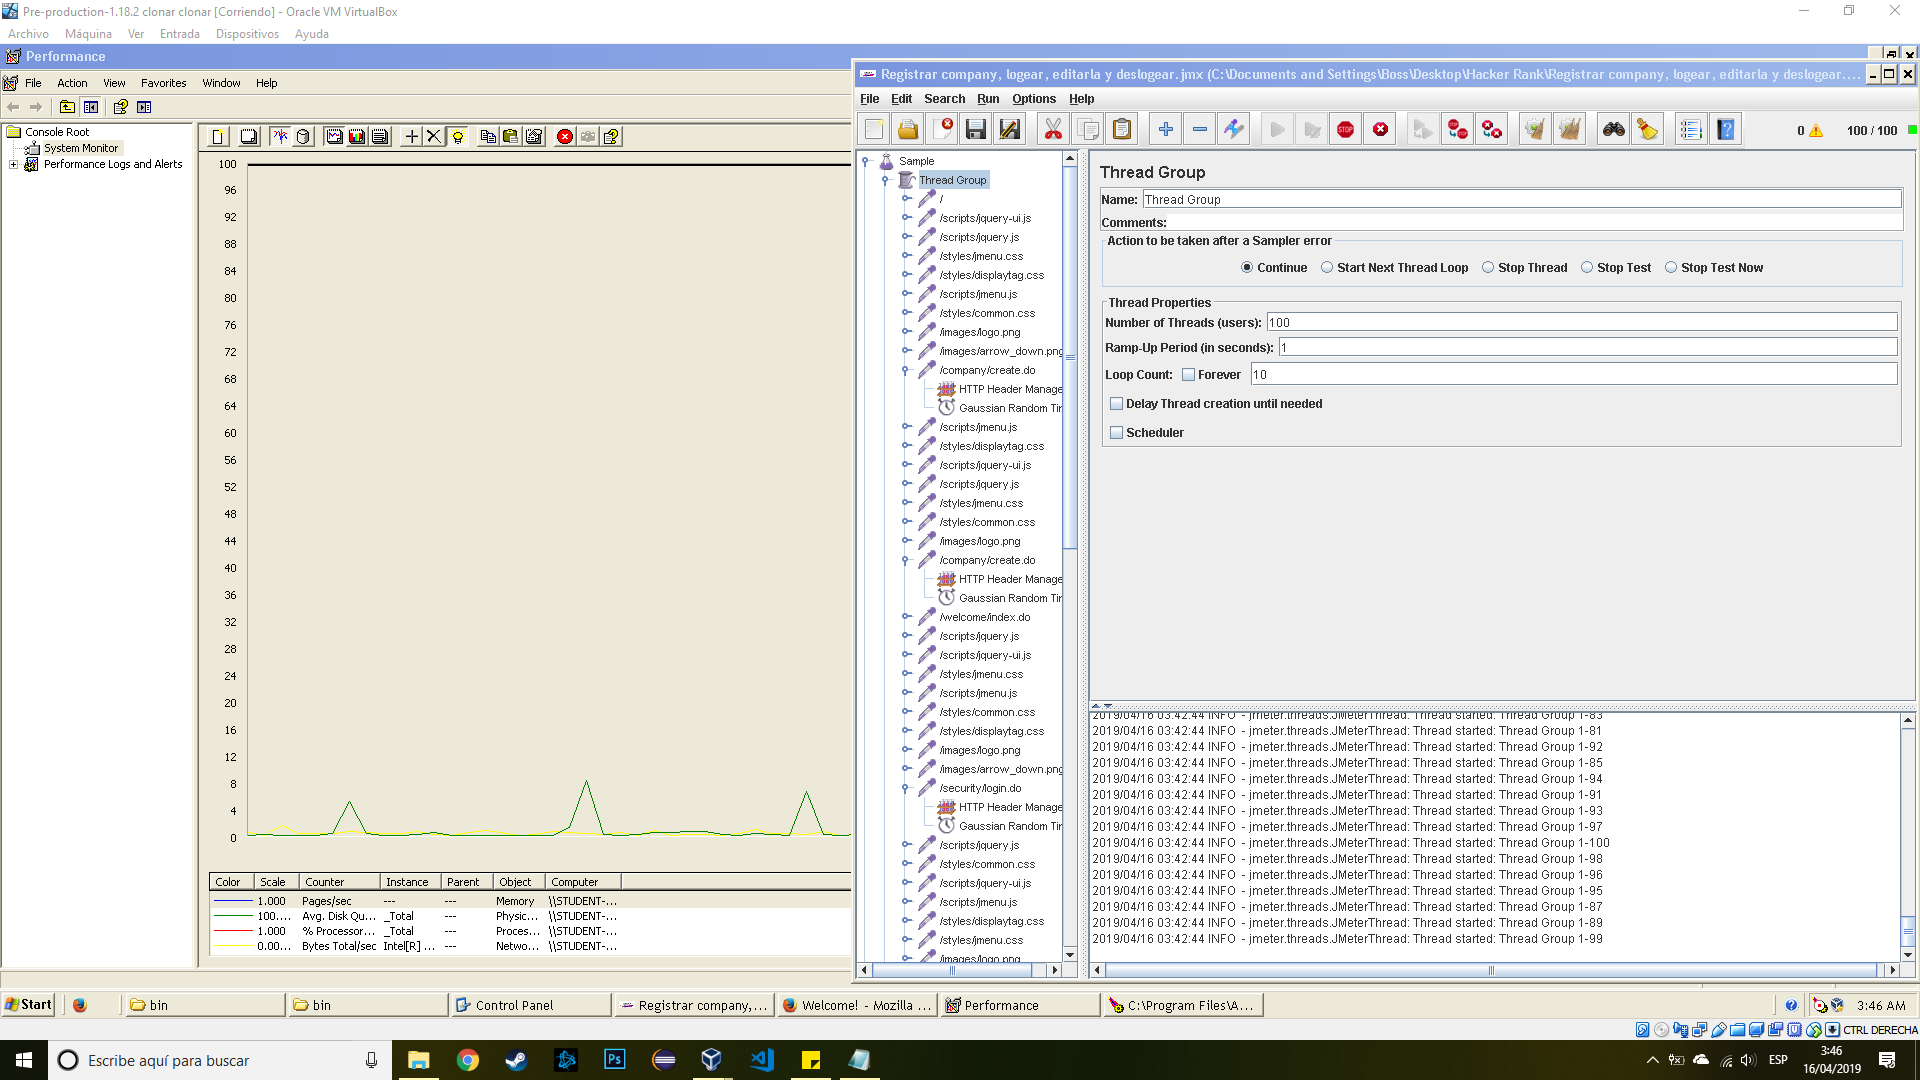 Pre-production-1.18.2 clonar clonar [Corriendo] - Oracle VM VirtualBox
Archivo Máquina Ver Entrada Dispositivos Ayuda
Performance
File Action View Favorites Window Help
Console Root
System Monitor
Performance Logs and Alerts
100
96
92
88
84
80
76
72
68
64
60
56
52
48
44
40
36
32
28
24
20
16
12
8
4
0
Color Scale Counter Instance Parent Object Computer
1.000 Pages/sec --- --- Memory \\STUDENT-...
100.... Avg. Disk Qu... _Total --- Physic... \\STUDENT-...
1.000 % Processor... _Total --- Proces... \\STUDENT-...
0.00... Bytes Total/sec Intel[R] ... --- Netwo... \\STUDENT-...
Registrar company, logear, editarla y deslogear.jmx (C:\Documents and Settings\Boss\Desktop\Hacker Rank\Registrar company, logear, editarla y deslogear....
File Edit Search Run Options Help
0 100 / 100
Sample
Thread Group
/
/scripts/jquery-ui.js
/scripts/jquery.js
/styles/jmenu.css
/styles/displaytag.css
/scripts/jmenu.js
/styles/common.css
/images/logo.png
/images/arrow_down.png
/company/create.do
HTTP Header Manage
Gaussian Random Tir
/scripts/jmenu.js
/styles/displaytag.css
/scripts/jquery-ui.js
/scripts/jquery.js
/styles/jmenu.css
/styles/common.css
/images/logo.png
/company/create.do
HTTP Header Manage
Gaussian Random Tir
/welcome/index.do
/scripts/jquery.js
/scripts/jquery-ui.js
/styles/jmenu.css
/scripts/jmenu.js
/styles/common.css
/styles/displaytag.css
/images/logo.png
/images/arrow_down.png
/security/login.do
HTTP Header Manage
Gaussian Random Tir
/scripts/jquery.js
/styles/common.css
/scripts/jquery-ui.js
/scripts/jmenu.js
/styles/displaytag.css
/styles/jmenu.css
/images/logo.png
Thread Group
Name: Thread Group
Comments:
Action to be taken after a Sampler error
Continue Start Next Thread Loop Stop Thread Stop Test Stop Test Now
Thread Properties
Number of Threads (users): 100
Ramp-Up Period (in seconds): 1
Loop Count: Forever 10
Delay Thread creation until needed
Scheduler
2019/04/16 03:42:44 INFO - jmeter.threads.JMeterThread: Thread started: Thread Group 1-83
2019/04/16 03:42:44 INFO - jmeter.threads.JMeterThread: Thread started: Thread Group 1-81
2019/04/16 03:42:44 INFO - jmeter.threads.JMeterThread: Thread started: Thread Group 1-92
2019/04/16 03:42:44 INFO - jmeter.threads.JMeterThread: Thread started: Thread Group 1-85
2019/04/16 03:42:44 INFO - jmeter.threads.JMeterThread: Thread started: Thread Group 1-94
2019/04/16 03:42:44 INFO - jmeter.threads.JMeterThread: Thread started: Thread Group 1-91
2019/04/16 03:42:44 INFO - jmeter.threads.JMeterThread: Thread started: Thread Group 1-93
2019/04/16 03:42:44 INFO - jmeter.threads.JMeterThread: Thread started: Thread Group 1-97
2019/04/16 03:42:44 INFO - jmeter.threads.JMeterThread: Thread started: Thread Group 1-100
2019/04/16 03:42:44 INFO - jmeter.threads.JMeterThread: Thread started: Thread Group 1-98
2019/04/16 03:42:44 INFO - jmeter.threads.JMeterThread: Thread started: Thread Group 1-96
2019/04/16 03:42:44 INFO - jmeter.threads.JMeterThread: Thread started: Thread Group 1-95
2019/04/16 03:42:44 INFO - jmeter.threads.JMeterThread: Thread started: Thread Group 1-87
2019/04/16 03:42:44 INFO - jmeter.threads.JMeterThread: Thread started: Thread Group 1-89
2019/04/16 03:42:44 INFO - jmeter.threads.JMeterThread: Thread started: Thread Group 1-99
Start bin bin Control Panel Registrar company,... Welcome! - Mozilla ... Performance C:\Program Files\A... 3:46 AM
CTRL DERECHA
Escribe aquí para buscar
ESP
3:46
16/04/2019